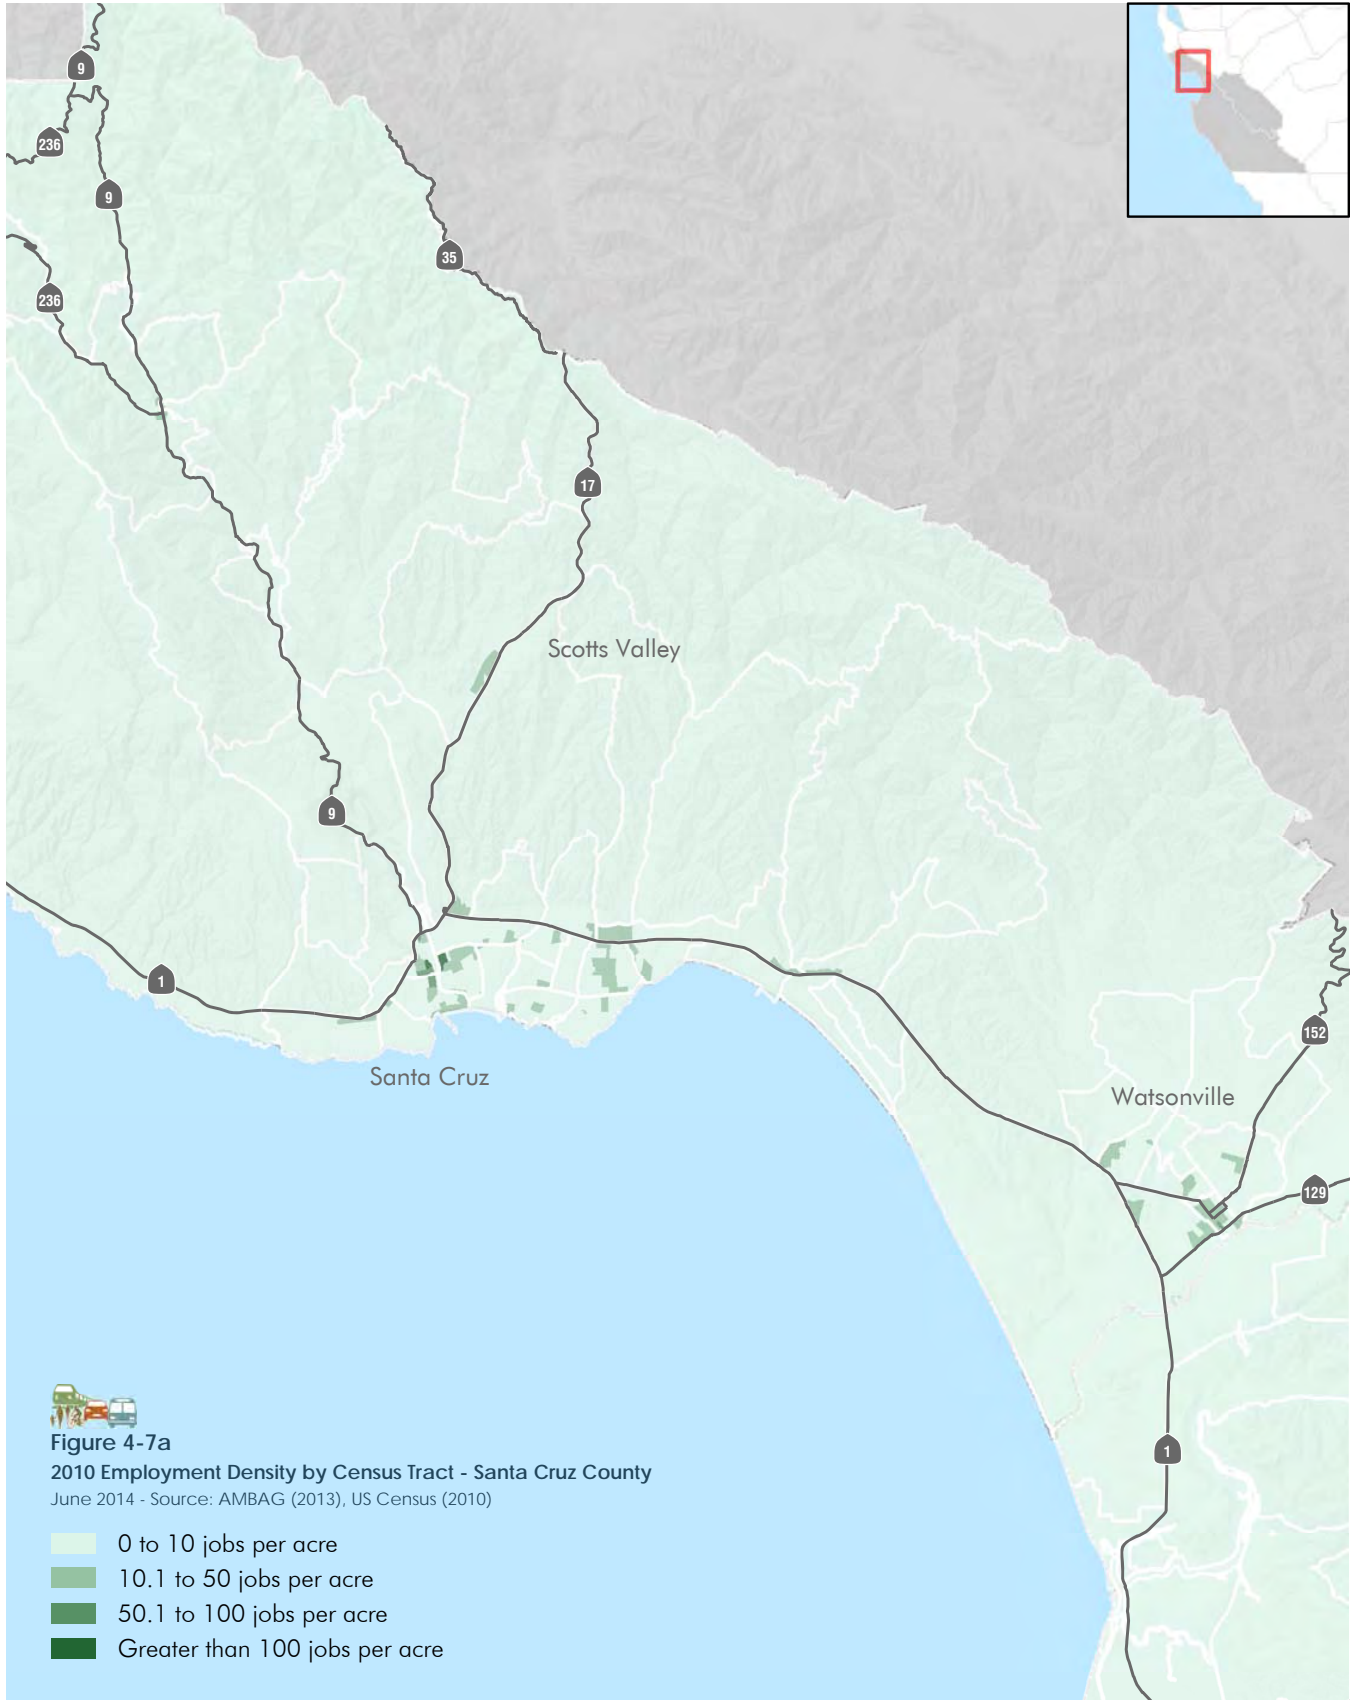 9
236
9
35
236
17
Scotts Valley
9
1
152
Santa Cruz
Watsonville
129
1
Figure 4-7a
2010 Employment Density by Census Tract - Santa Cruz County
June 2014 - Source: AMBAG (2013), US Census (2010)
0 to 10 jobs per acre
10.1 to 50 jobs per acre
50.1 to 100 jobs per acre
Greater than 100 jobs per acre